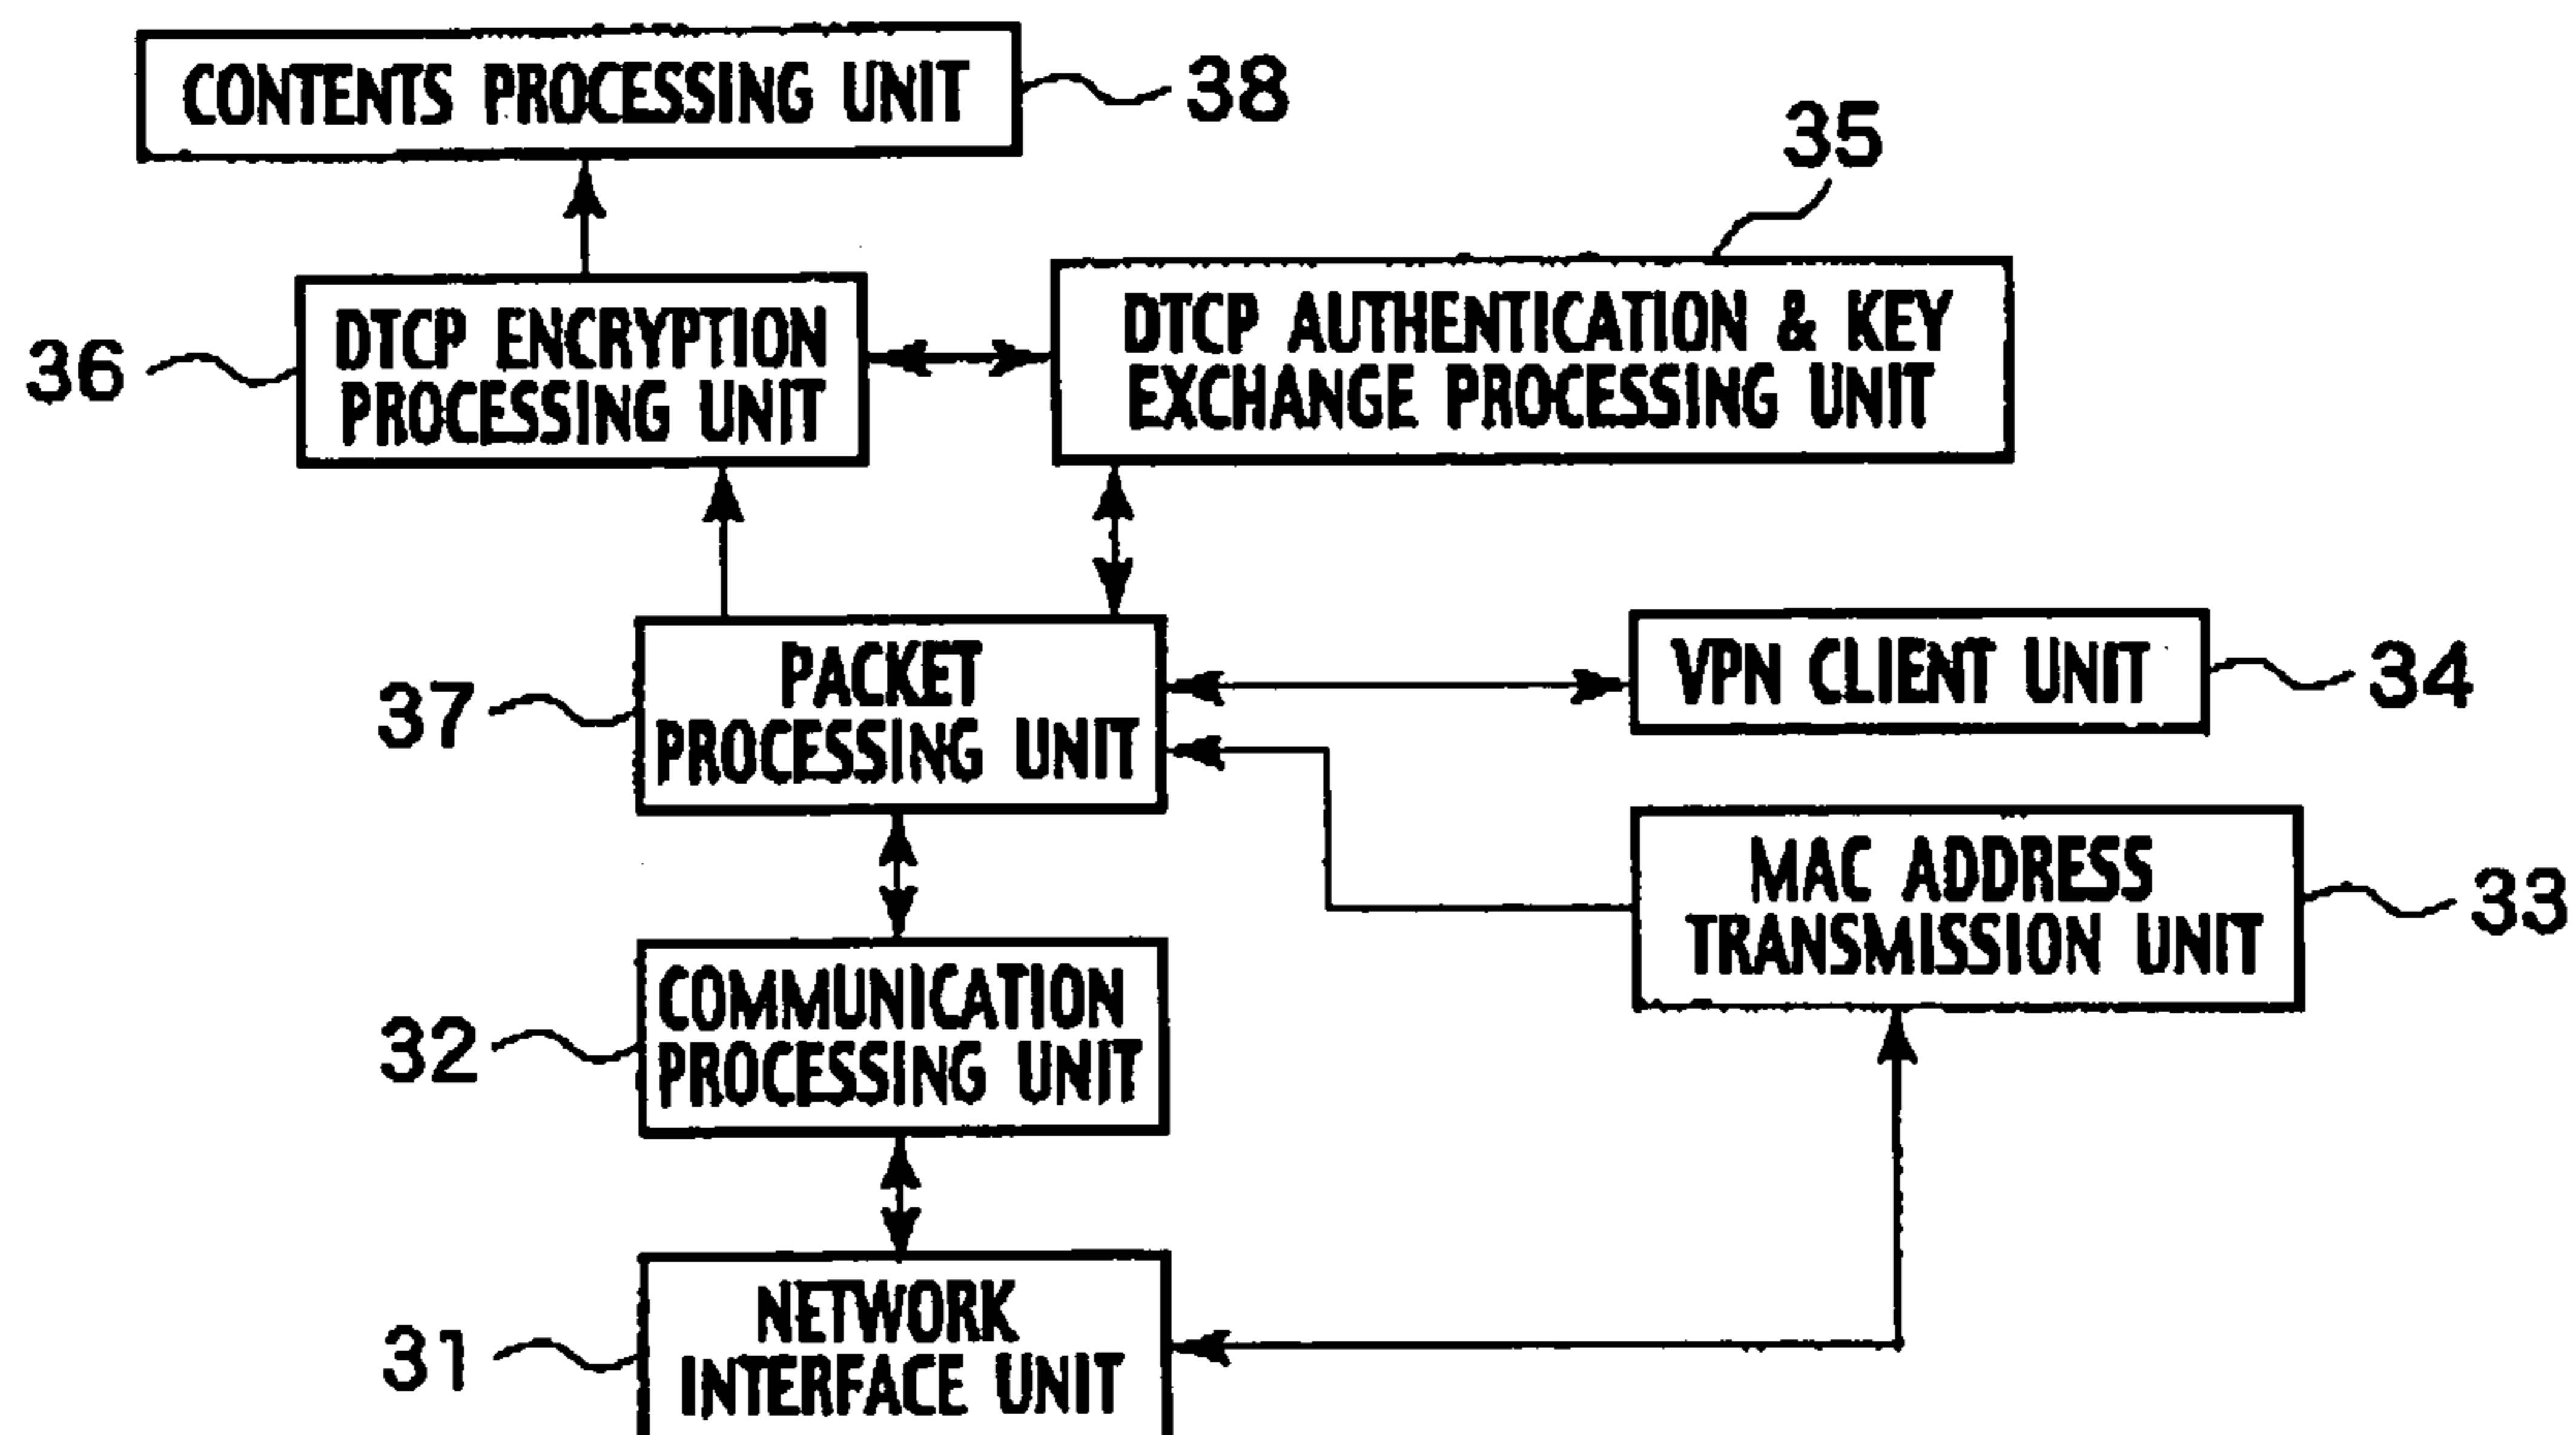 CONTENTS PROCESSING UNIT
38
35
DTCP ENCRYPTION
PROCESSING UNIT
36
DTCP AUTHENTICATION & KEY
EXCHANGE PROCESSING UNIT
PACKET
PROCESSING UNIT
37
VPN CLIENT UNIT
34
MAC ADDRESS
TRANSMISSION UNIT
33
COMMUNICATION
PROCESSING UNIT
32
NETWORK
INTERFACE UNIT
31